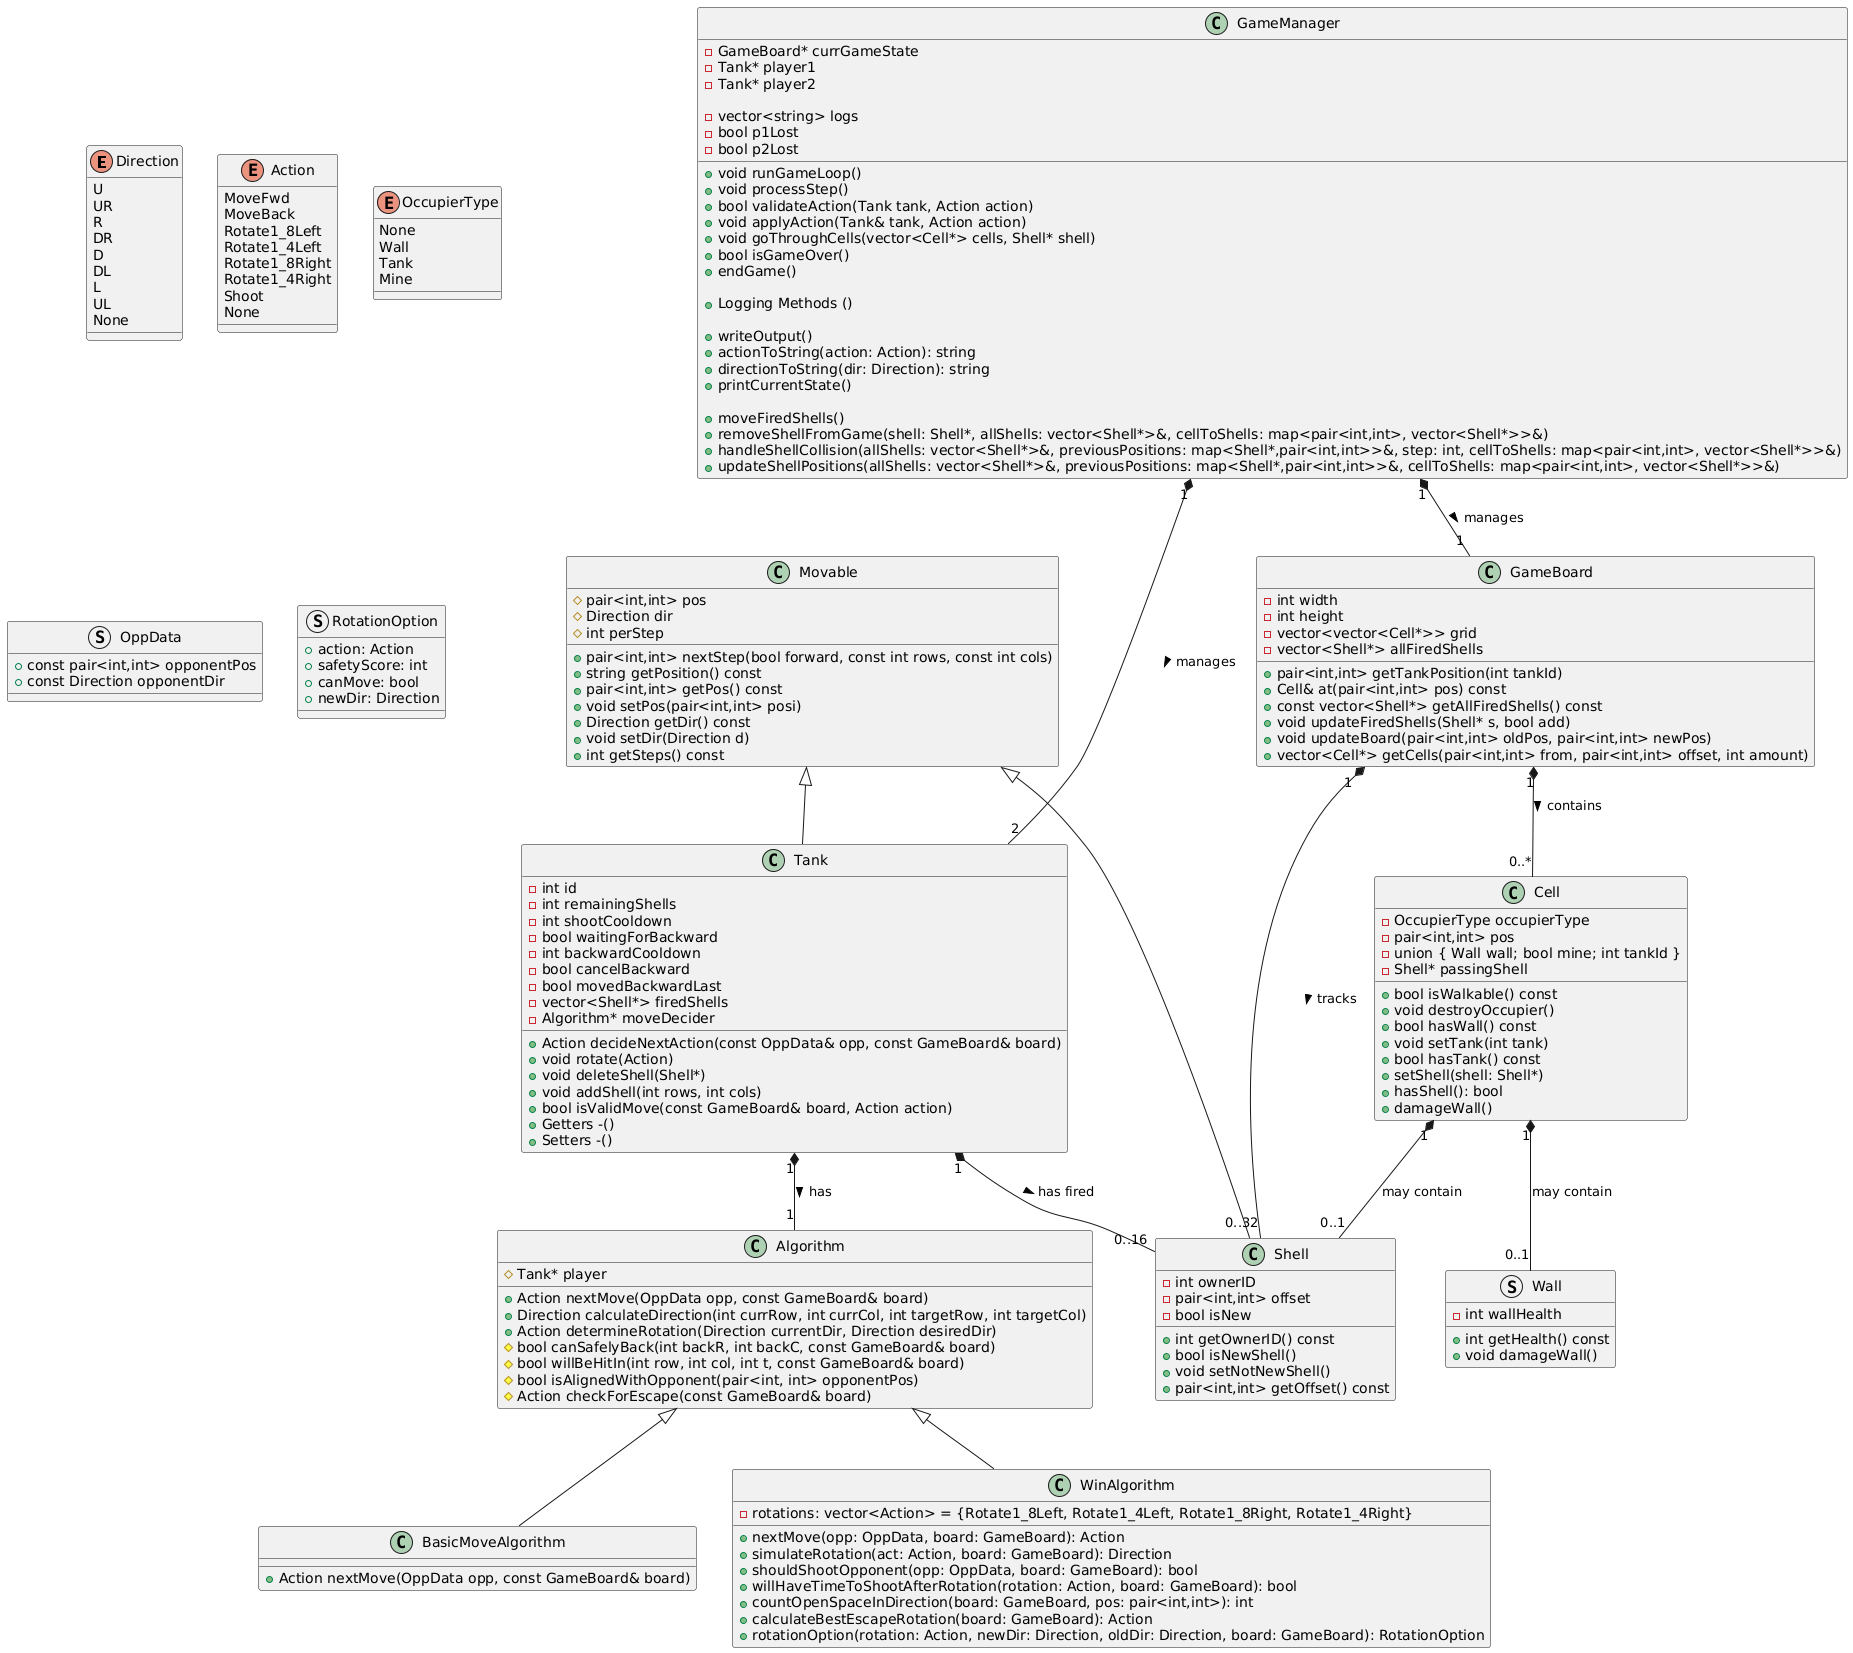 C GameManager
GameBoard* currGameState
Tank* player1
Tank* player2
vector<string> logs
bool p1Lost
bool p2Lost
void runGameLoop()
void processStep()
bool validateAction(Tank tank, Action action)
void applyAction(Tank& tank, Action action)
void goThroughCells(vector<Cell*> cells, Shell* shell)
bool isGameOver()
endGame()
Logging Methods ()
writeOutput()
actionToString(action: Action): string
directionToString(dir: Direction): string
printCurrentState()
moveFiredShells()
removeShellFromGame(shell: Shell*, allShells: vector<Shell*>&, cellToShells: map<pair<int,int>, vector<Shell*>>&)
handleShellCollision(allShells: vector<Shell*>&, previousPositions: map<Shell*,pair<int,int>>&, step: int, cellToShells: map<pair<int,int>, vector<Shell*>>&)
updateShellPositions(allShells: vector<Shell*>&, previousPositions: map<Shell*,pair<int,int>>&, cellToShells: map<pair<int,int>, vector<Shell*>>&)
E Direction
U
UR
R
DR
D
DL
L
UL
None
E Action
MoveFwd
MoveBack
Rotate1_8Left
Rotate1_4Left
Rotate1_8Right
Rotate1_4Right
Shoot
None
E OccupierType
None
Wall
Tank
Mine
1
1
manages
1
manages
2
S OppData
const pair<int,int> opponentPos
const Direction opponentDir
S RotationOption
action: Action
safetyScore: int
canMove: bool
newDir: Direction
C Movable
pair<int,int> pos
Direction dir
int perStep
pair<int,int> nextStep(bool forward, const int rows, const int cols)
string getPosition() const
pair<int,int> getPos() const
void setPos(pair<int,int> posi)
Direction getDir() const
void setDir(Direction d)
int getSteps() const
C GameBoard
int width
int height
vector<vector<Cell*>> grid
vector<Shell*> allFiredShells
pair<int,int> getTankPosition(int tankId)
Cell& at(pair<int,int> pos) const
const vector<Shell*> getAllFiredShells() const
void updateFiredShells(Shell* s, bool add)
void updateBoard(pair<int,int> oldPos, pair<int,int> newPos)
vector<Cell*> getCells(pair<int,int> from, pair<int,int> offset, int amount)
1
1
contains
0..*
tracks
0..32
C Tank
int id
int remainingShells
int shootCooldown
bool waitingForBackward
int backwardCooldown
bool cancelBackward
bool movedBackwardLast
vector<Shell*> firedShells
Algorithm* moveDecider
Action decideNextAction(const OppData& opp, const GameBoard& board)
void rotate(Action)
void deleteShell(Shell*)
void addShell(int rows, int cols)
bool isValidMove(const GameBoard& board, Action action)
Getters -()
Setters -()
C Cell
OccupierType occupierType
pair<int,int> pos
union { Wall wall; bool mine; int tankId }
Shell* passingShell
bool isWalkable() const
void destroyOccupier()
bool hasWall() const
void setTank(int tank)
bool hasTank() const
setShell(shell: Shell*)
hasShell(): bool
damageWall()
1
has
1
1
has fired
0..16
1
may contain
0..1
1
may contain
0..1
C Algorithm
Tank* player
Action nextMove(OppData opp, const GameBoard& board)
Direction calculateDirection(int currRow, int currCol, int targetRow, int targetCol)
Action determineRotation(Direction currentDir, Direction desiredDir)
bool canSafelyBack(int backR, int backC, const GameBoard& board)
bool willBeHitIn(int row, int col, int t, const GameBoard& board)
bool isAlignedWithOpponent(pair<int, int> opponentPos)
Action checkForEscape(const GameBoard& board)
C Shell
int ownerID
pair<int,int> offset
bool isNew
int getOwnerID() const
bool isNewShell()
void setNotNewShell()
pair<int,int> getOffset() const
S Wall
int wallHealth
int getHealth() const
void damageWall()
C BasicMoveAlgorithm
Action nextMove(OppData opp, const GameBoard& board)
C WinAlgorithm
rotations: vector<Action> = {Rotate1_8Left, Rotate1_4Left, Rotate1_8Right, Rotate1_4Right}
nextMove(opp: OppData, board: GameBoard): Action
simulateRotation(act: Action, board: GameBoard): Direction
shouldShootOpponent(opp: OppData, board: GameBoard): bool
willHaveTimeToShootAfterRotation(rotation: Action, board: GameBoard): bool
countOpenSpaceInDirection(board: GameBoard, pos: pair<int,int>): int
calculateBestEscapeRotation(board: GameBoard): Action
rotationOption(rotation: Action, newDir: Direction, oldDir: Direction, board: GameBoard): RotationOption